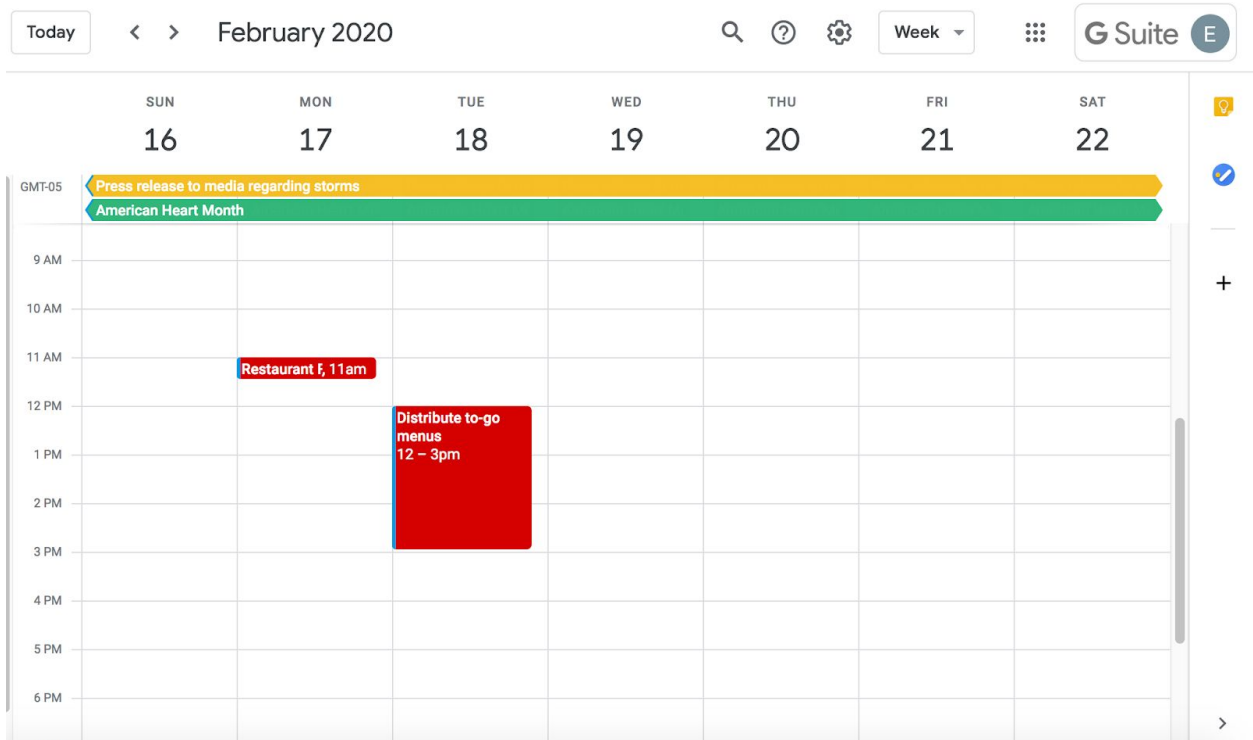 Today
February 2020
Week
G Suite
E
SUN MON TUE WED THU FRI SAT
16 17 18 19 20 21 22
GMT-05
Press release to media regarding storms
American Heart Month
9 AM
10 AM
11 AM
Restaurant F, 11am
12 PM
Distribute to-go
menus
12 – 3pm
1 PM
2 PM
3 PM
4 PM
5 PM
6 PM